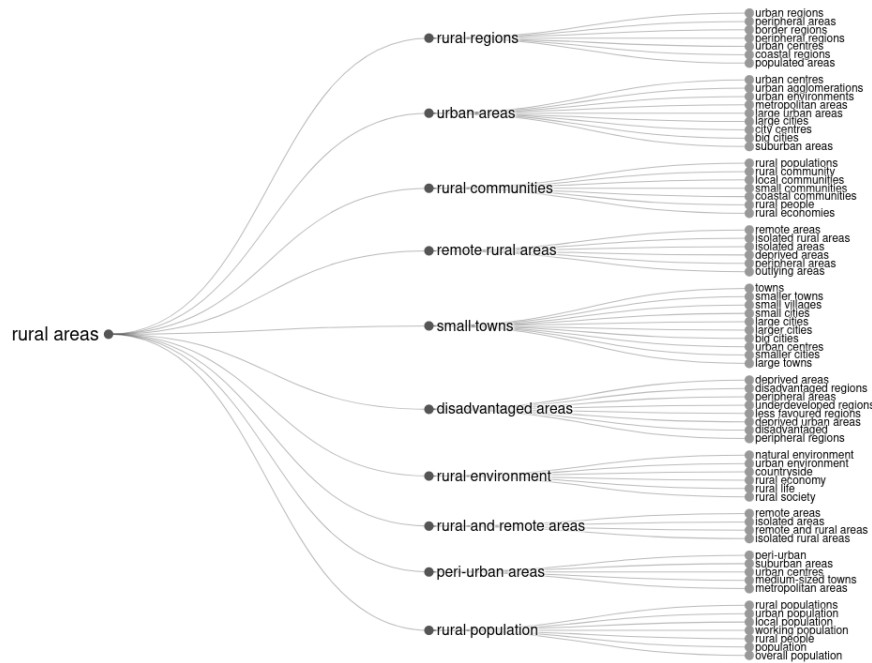 rural areas
rural regions
urban regions
peripheral areas
border regions
peripheral regions
urban centres
coastal regions
populated areas
urban areas
urban centres
urban agglomerations
urban environments
metropolitan areas
large urban areas
large cities
city centres
big cities
suburban areas
rural communities
rural populations
rural community
local communities
small communities
coastal communities
rural people
rural economies
remote rural areas
remote areas
isolated rural areas
isolated areas
deprived areas
peripheral areas
outlying areas
small towns
towns
smaller towns
small villages
small cities
large cities
larger cities
big cities
urban centres
smaller cities
large towns
disadvantaged areas
deprived areas
disadvantaged regions
peripheral areas
underdeveloped regions
less favoured regions
deprived urban areas
disadvantaged
peripheral regions
rural environment
natural environment
urban environment
countryside
rural economy
rural life
rural society
rural and remote areas
remote areas
isolated areas
remote and rural areas
isolated rural areas
peri-urban areas
peri-urban
suburban areas
urban centres
medium-sized towns
metropolitan areas
rural population
rural populations
urban population
local population
working population
rural people
population
overall population